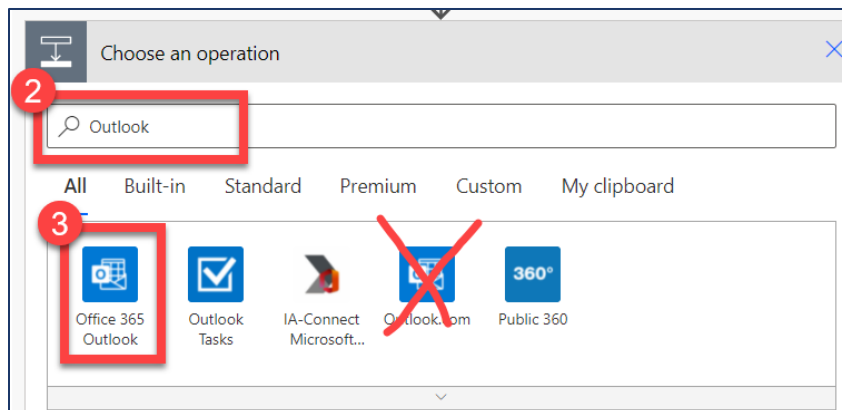 Choose an operation
2
Outlook
All Built-in Standard Premium Custom My clipboard
3
360°
Office 365 Outlook
Outlook Tasks
IA-Connect Microsoft...
Outlook.com
Public 360